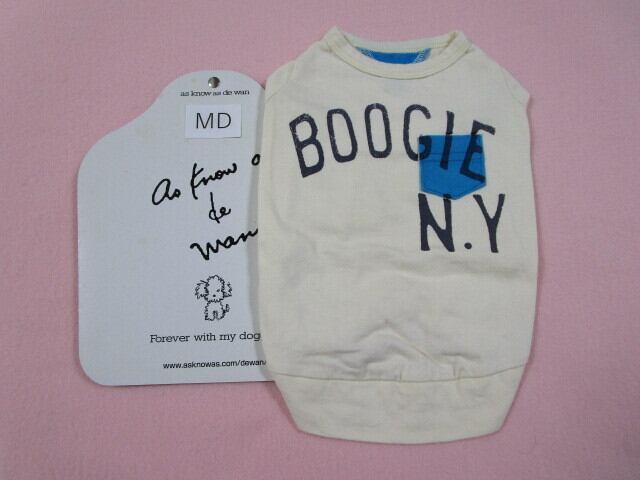 as know as de wan
MD
as know a
de
wan
Forever with my dog
www.asknowas.com/dewan
BOOGIE
N.Y